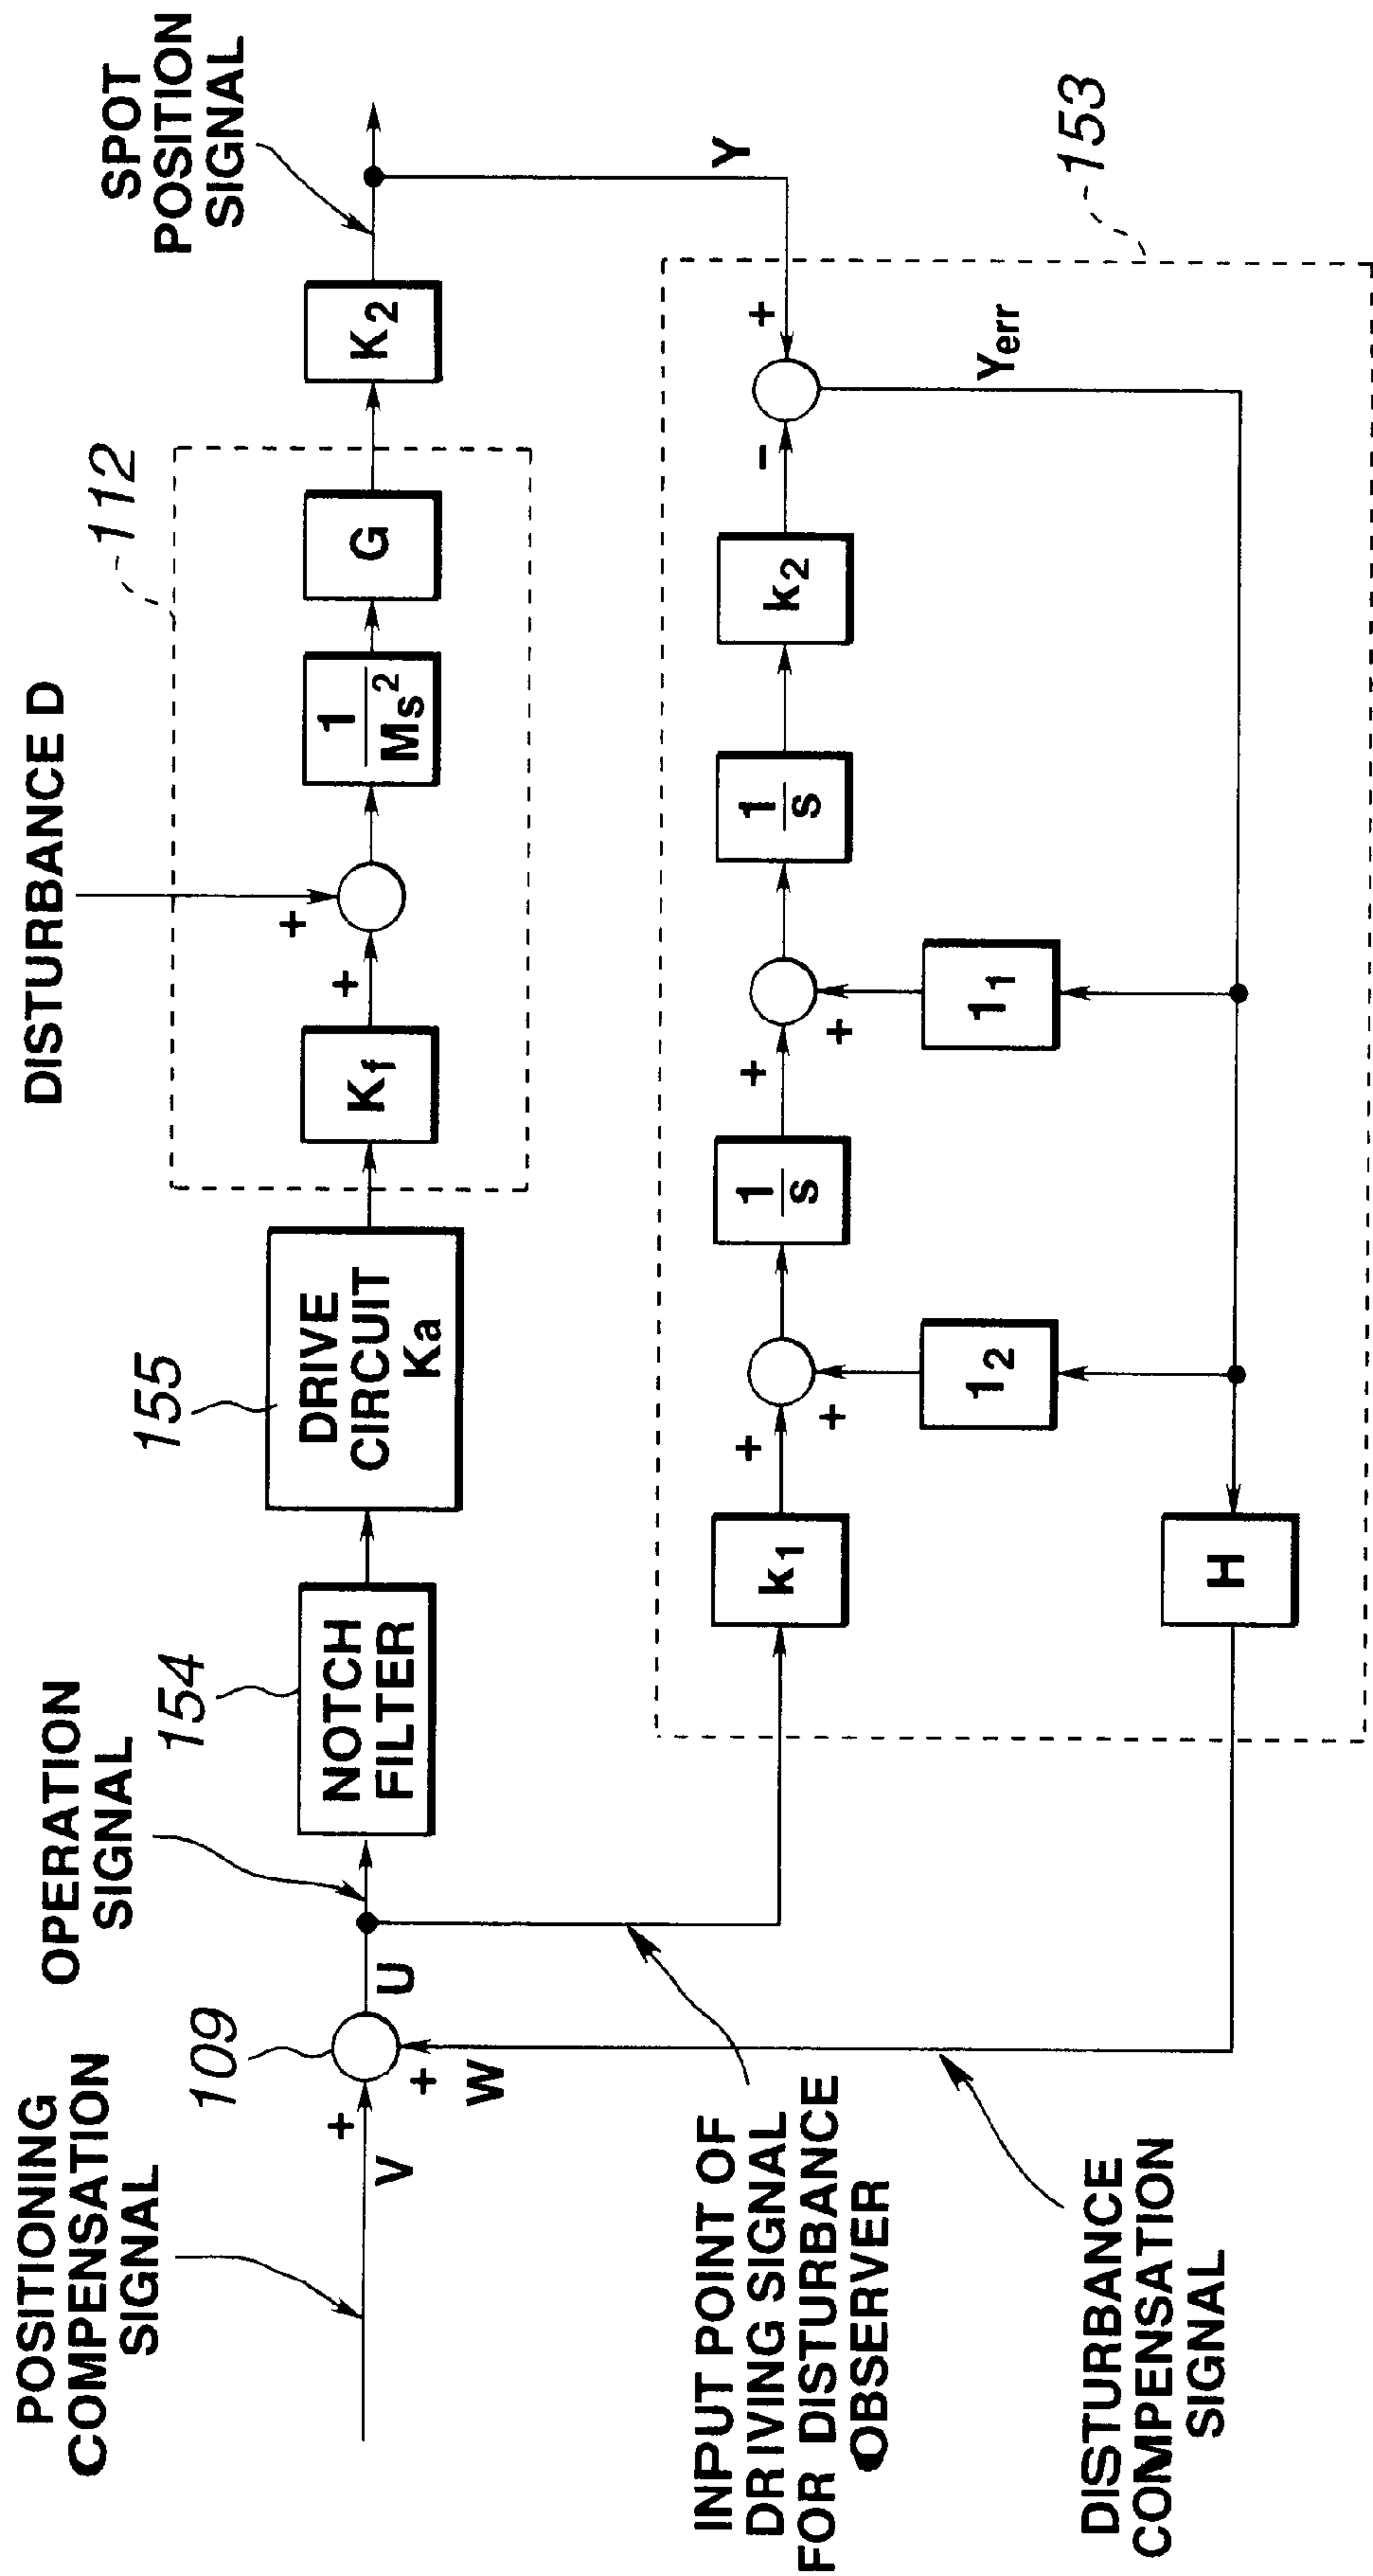 POSITIONING
COMPENSATION
SIGNAL
V
+
109
+
W
U
OPERATION
SIGNAL
154
NOTCH
FILTER
155
DRIVE
CIRCUIT
Ka
112
Kf
+
DISTURBANCE D
+
1
Ms2
G
K2
SPOT
POSITION
SIGNAL
Y
INPUT POINT OF
DRIVING SIGNAL
FOR DISTURBANCE
OBSERVER
k1
+
+
12
1
s
+
+
11
1
s
k2
-
+
Yerr
153
H
DISTURBANCE
COMPENSATION
SIGNAL